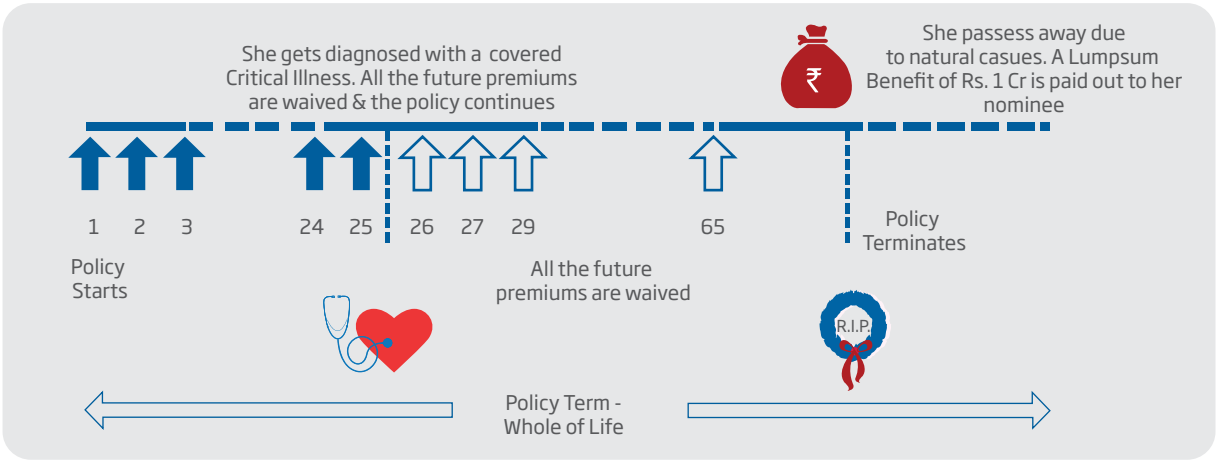 She gets diagnosed with a covered
Critical Illness. All the future premiums
are waived & the policy continues
₹
She passess away due
to natural casues. A Lumpsum
Benefit of Rs. 1 Cr is paid out to her
nominee
1 2 3 24 25 26 27 29 65
Policy
Starts
All the future
premiums are waived
Policy
Terminates
R.I.P.
Policy Term -
Whole of Life